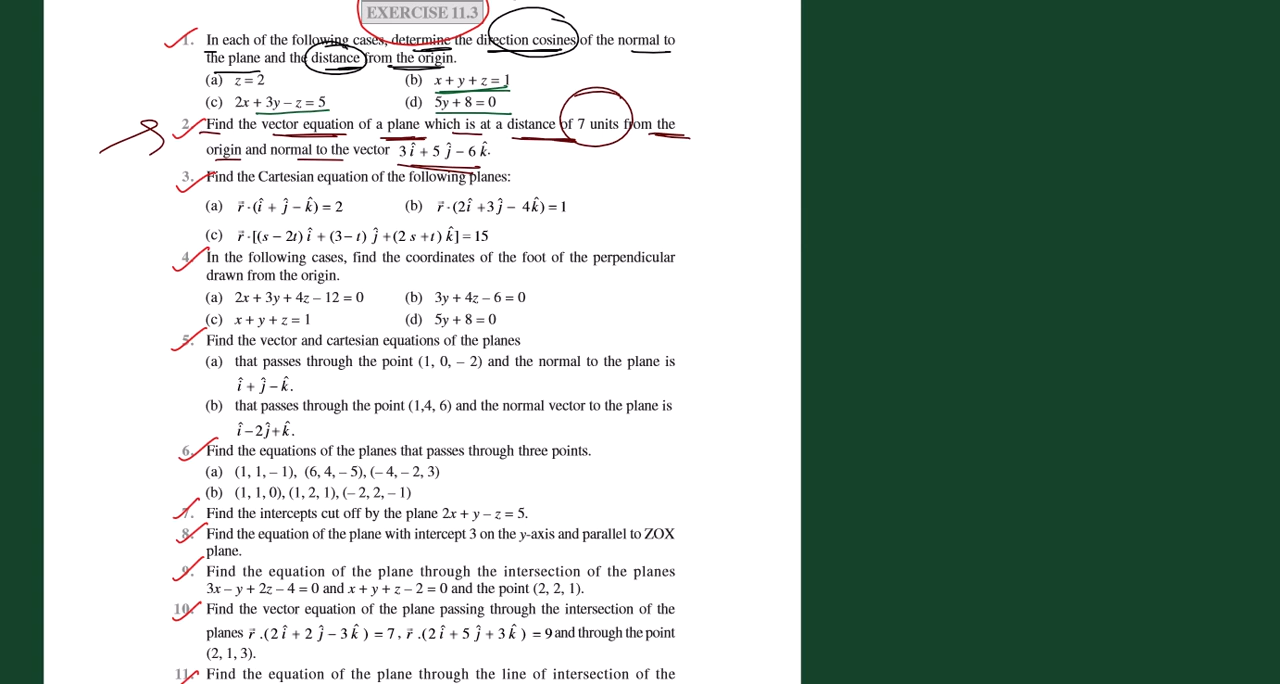 EXERCISE 11.3
1. In each of the following cases, determine the direction cosines of the normal to
the plane and the distance from the origin.
(a) z = 2 (b) x + y + z = 1
(c) 2x + 3y – z = 5 (d) 5y + 8 = 0
2. Find the vector equation of a plane which is at a distance of 7 units from the
origin and normal to the vector 3 î + 5 ĵ – 6 k̂.
3. Find the Cartesian equation of the following planes:
(a) r⃗ · (î + ĵ – k̂) = 2 (b) r⃗ · (2î + 3ĵ – 4k̂) = 1
(c) r⃗ · [(s – 2t) î + (3 – t) ĵ + (2 s + t) k̂] = 15
4. In the following cases, find the coordinates of the foot of the perpendicular
drawn from the origin.
(a) 2x + 3y + 4z – 12 = 0 (b) 3y + 4z – 6 = 0
(c) x + y + z = 1 (d) 5y + 8 = 0
5. Find the vector and cartesian equations of the planes
(a) that passes through the point (1, 0, – 2) and the normal to the plane is
î + ĵ – k̂.
(b) that passes through the point (1,4, 6) and the normal vector to the plane is
î – 2ĵ + k̂.
6. Find the equations of the planes that passes through three points.
(a) (1, 1, – 1), (6, 4, – 5), (– 4, – 2, 3)
(b) (1, 1, 0), (1, 2, 1), (– 2, 2, – 1)
7. Find the intercepts cut off by the plane 2x + y – z = 5.
8. Find the equation of the plane with intercept 3 on the y-axis and parallel to ZOX
plane.
9. Find the equation of the plane through the intersection of the planes
3x – y + 2z – 4 = 0 and x + y + z – 2 = 0 and the point (2, 2, 1).
10. Find the vector equation of the plane passing through the intersection of the
planes r⃗ .(2 î + 2 ĵ – 3 k̂ ) = 7 , r⃗ .(2 î + 5 ĵ + 3 k̂ ) = 9 and through the point
(2, 1, 3).
11. Find the equation of the plane through the line of intersection of the